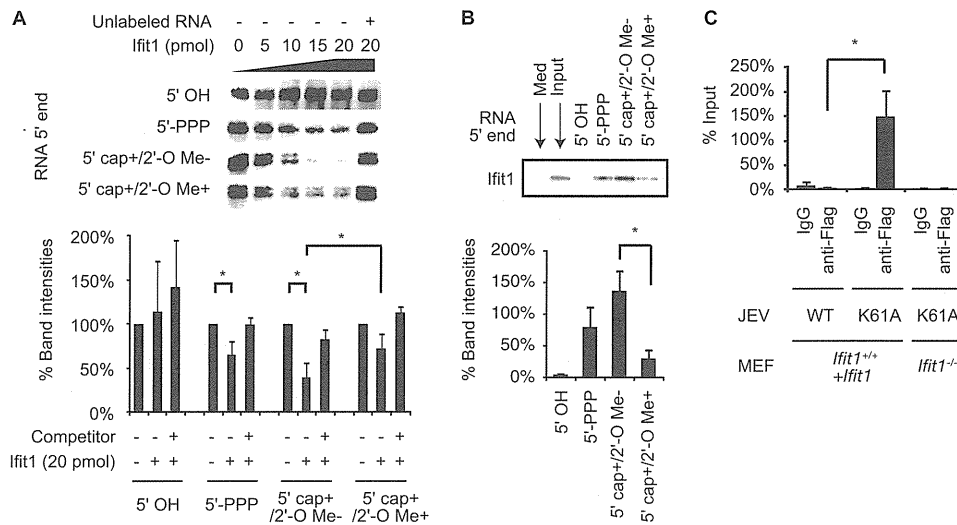 A
Unlabeled RNA +
Ifit1 (pmol) 0 5 10 15 20 20
RNA 5' end
5' OH
5'-PPP
5' cap+/2'-O Me-
5' cap+/2'-O Me+
% Band intensities
200%
150%
100%
50%
0%
* * *
Competitor - - + - - + - - + - - +
Ifit1 (20 pmol) - + + - + + - + + - + +
5' OH 5'-PPP 5' cap+ 5' cap+
/2'-O Me- /2'-O Me+
B
Med
Input
5' OH
5'-PPP
5' cap+/2'-O Me-
5' cap+/2'-O Me+
RNA
5' end
Ifit1
% Band intensities
200%
150%
100%
50%
0%
*
5' OH
5'-PPP
5' cap+/2'-O Me-
5' cap+/2'-O Me+
C
*
% Input
250%
200%
150%
100%
50%
0%
IgG
anti-Flag
IgG
anti-Flag
IgG
anti-Flag
JEV WT K61A K61A
MEF Ifit1+/+ Ifit1-/-
+Ifit1